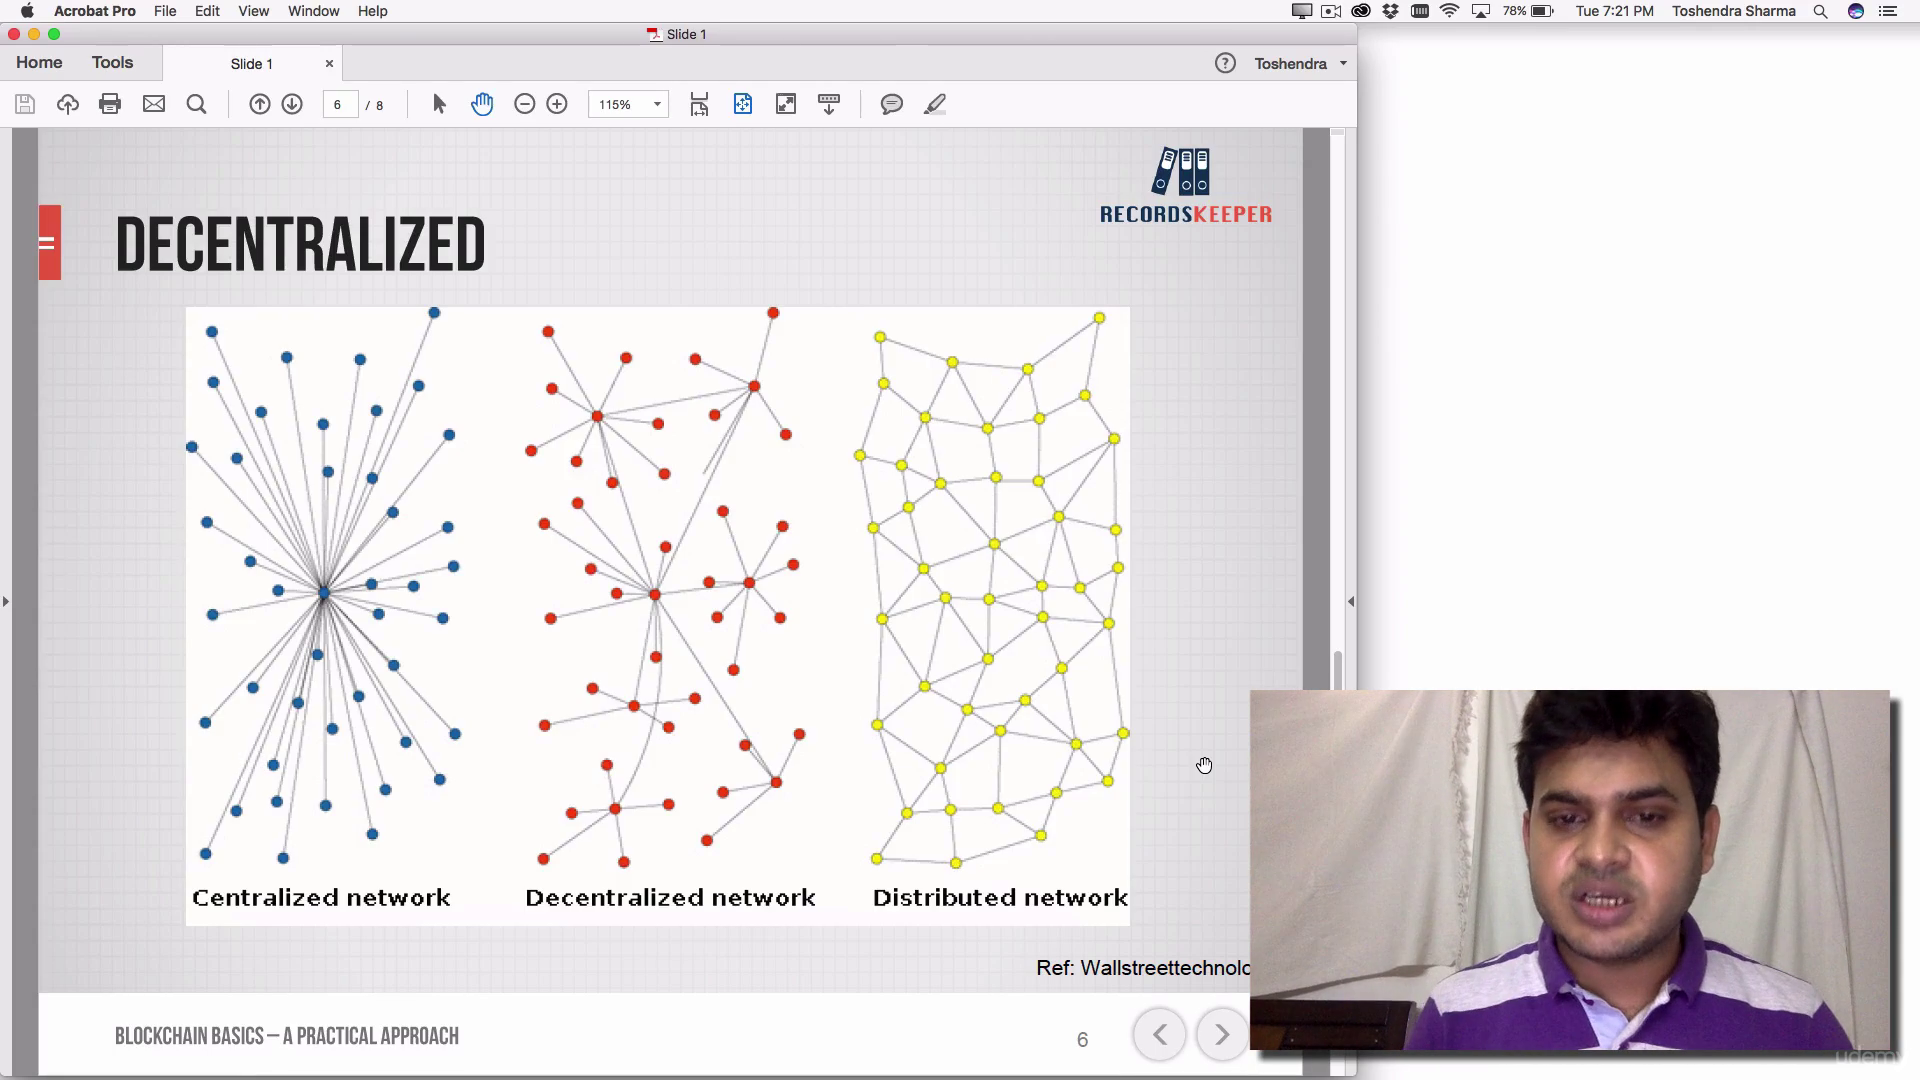 Acrobat Pro File Edit View Window Help 78% Tue 7:21 PM Toshendra Sharma
Slide 1
Home Tools Slide 1 × ? Toshendra
6 / 8 115%
RECORDSKEEPER
DECENTRALIZED
Centralized network Decentralized network Distributed network
Ref: Wallstreettechnolo
BLOCKCHAIN BASICS – A PRACTICAL APPROACH 6
udemy